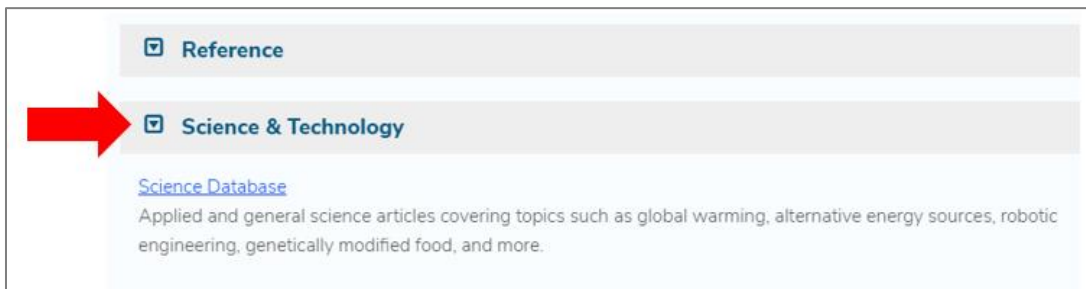 Reference
Science & Technology
Science Database
Applied and general science articles covering topics such as global warming, alternative energy sources, robotic
engineering, genetically modified food, and more.